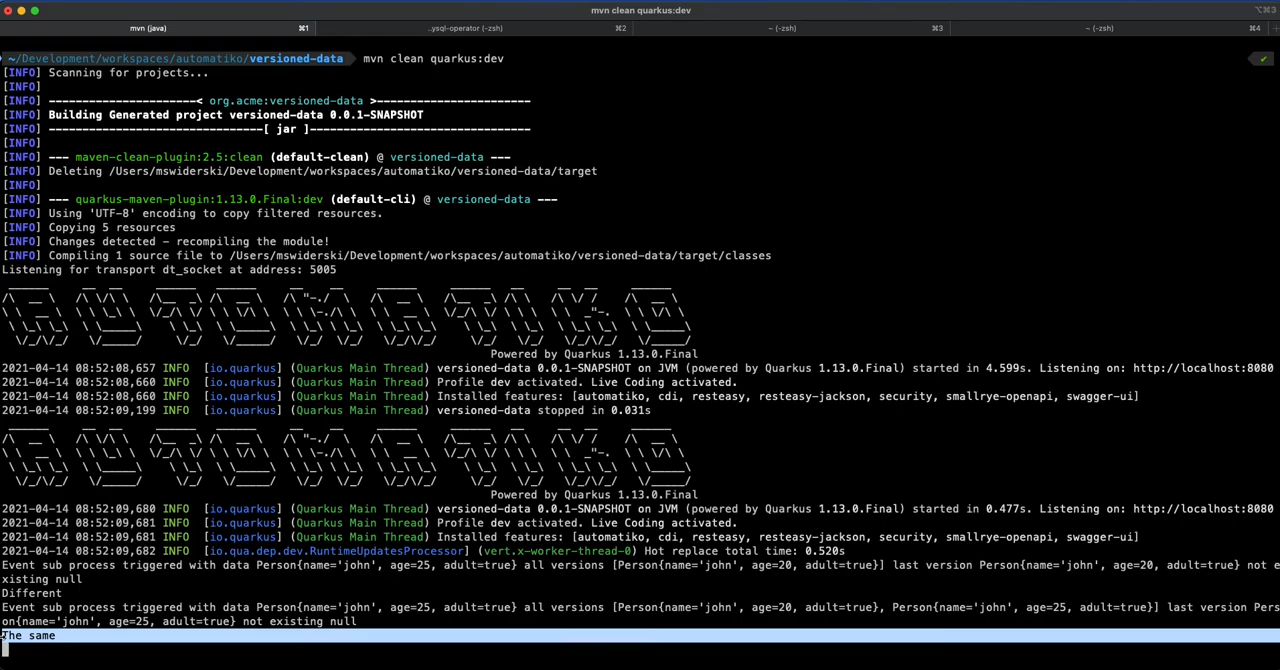 mvn clean quarkus:dev
⌥⌘3
mvn (java) ⌘1 ..ysql-operator (-zsh) ⌘2 ~ (-zsh) ⌘3 ~ (-zsh) ⌘4
~/Development/workspaces/automatiko/versioned-data mvn clean quarkus:dev ✔
[INFO] Scanning for projects...
[INFO]
[INFO] ----------------------< org.acme:versioned-data >-----------------------
[INFO] Building Generated project versioned-data 0.0.1-SNAPSHOT
[INFO] --------------------------------[ jar ]---------------------------------
[INFO]
[INFO] --- maven-clean-plugin:2.5:clean (default-clean) @ versioned-data ---
[INFO] Deleting /Users/mswiderski/Development/workspaces/automatiko/versioned-data/target
[INFO]
[INFO] --- quarkus-maven-plugin:1.13.0.Final:dev (default-cli) @ versioned-data ---
[INFO] Using 'UTF-8' encoding to copy filtered resources.
[INFO] Copying 5 resources
[INFO] Changes detected - recompiling the module!
[INFO] Compiling 1 source file to /Users/mswiderski/Development/workspaces/automatiko/versioned-data/target/classes
Listening for transport dt_socket at address: 5005
Powered by Quarkus 1.13.0.Final
2021-04-14 08:52:08,657 INFO [io.quarkus] (Quarkus Main Thread) versioned-data 0.0.1-SNAPSHOT on JVM (powered by Quarkus 1.13.0.Final) started in 4.599s. Listening on: http://localhost:8080
2021-04-14 08:52:08,660 INFO [io.quarkus] (Quarkus Main Thread) Profile dev activated. Live Coding activated.
2021-04-14 08:52:08,660 INFO [io.quarkus] (Quarkus Main Thread) Installed features: [automatiko, cdi, resteasy, resteasy-jackson, security, smallrye-openapi, swagger-ui]
2021-04-14 08:52:09,199 INFO [io.quarkus] (Quarkus Main Thread) versioned-data stopped in 0.031s
Powered by Quarkus 1.13.0.Final
2021-04-14 08:52:09,680 INFO [io.quarkus] (Quarkus Main Thread) versioned-data 0.0.1-SNAPSHOT on JVM (powered by Quarkus 1.13.0.Final) started in 0.477s. Listening on: http://localhost:8080
2021-04-14 08:52:09,681 INFO [io.quarkus] (Quarkus Main Thread) Profile dev activated. Live Coding activated.
2021-04-14 08:52:09,681 INFO [io.quarkus] (Quarkus Main Thread) Installed features: [automatiko, cdi, resteasy, resteasy-jackson, security, smallrye-openapi, swagger-ui]
2021-04-14 08:52:09,682 INFO [io.qua.dep.dev.RuntimeUpdatesProcessor] (vert.x-worker-thread-0) Hot replace total time: 0.520s
Event sub process triggered with data Person{name='john', age=25, adult=true} all versions [Person{name='john', age=20, adult=true}] last version Person{name='john', age=20, adult=true} not e
xisting null
Different
Event sub process triggered with data Person{name='john', age=25, adult=true} all versions [Person{name='john', age=20, adult=true}, Person{name='john', age=25, adult=true}] last version Pers
on{name='john', age=25, adult=true} not existing null
The same